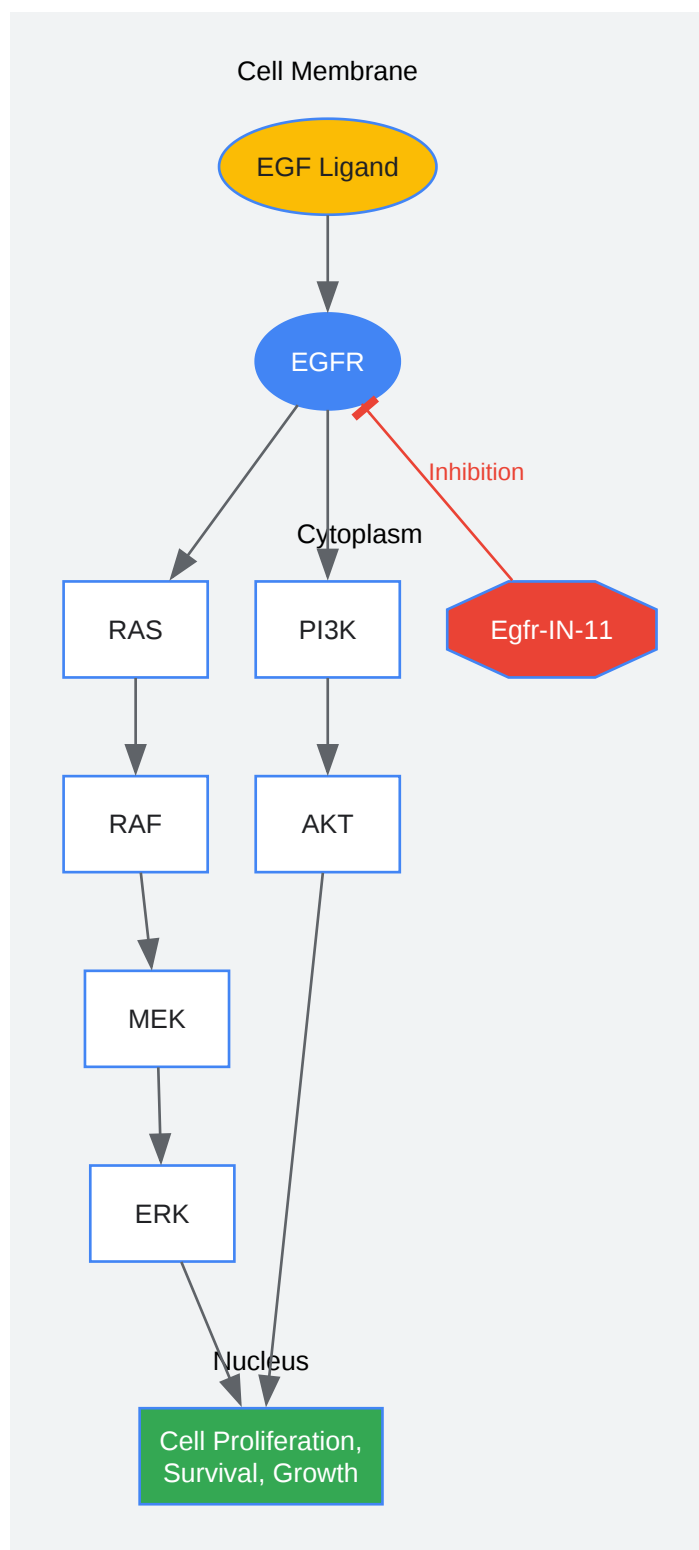 Cell Membrane
EGF Ligand
EGFR
Inhibition
Cytoplasm
RAS
PI3K
Egfr-IN-11
RAF
AKT
MEK
ERK
Nucleus
Cell Proliferation,
Survival, Growth